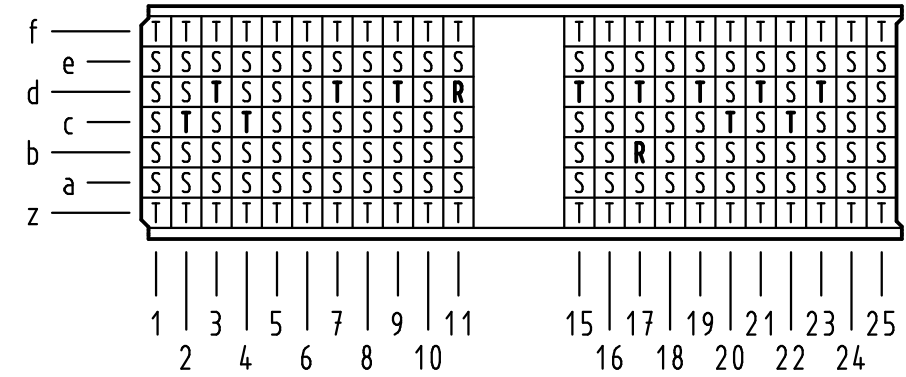 f T T T T T T T T T T T T T T T T T T T T T T
e S S S S S S S S S S S S S S S S S S S S S S
d S S T S S S T S T S R T S T S T S T S T S S
c S T S T S S S S S S S S S S S S T S T S S S
b S S S S S S S S S S S S S R S S S S S S S S
a S S S S S S S S S S S S S S S S S S S S S S
z T T T T T T T T T T T T T T T T T T T T T T
1 3 5 7 9 11 15 17 19 21 23 25
2 4 6 8 10 16 18 20 22 24